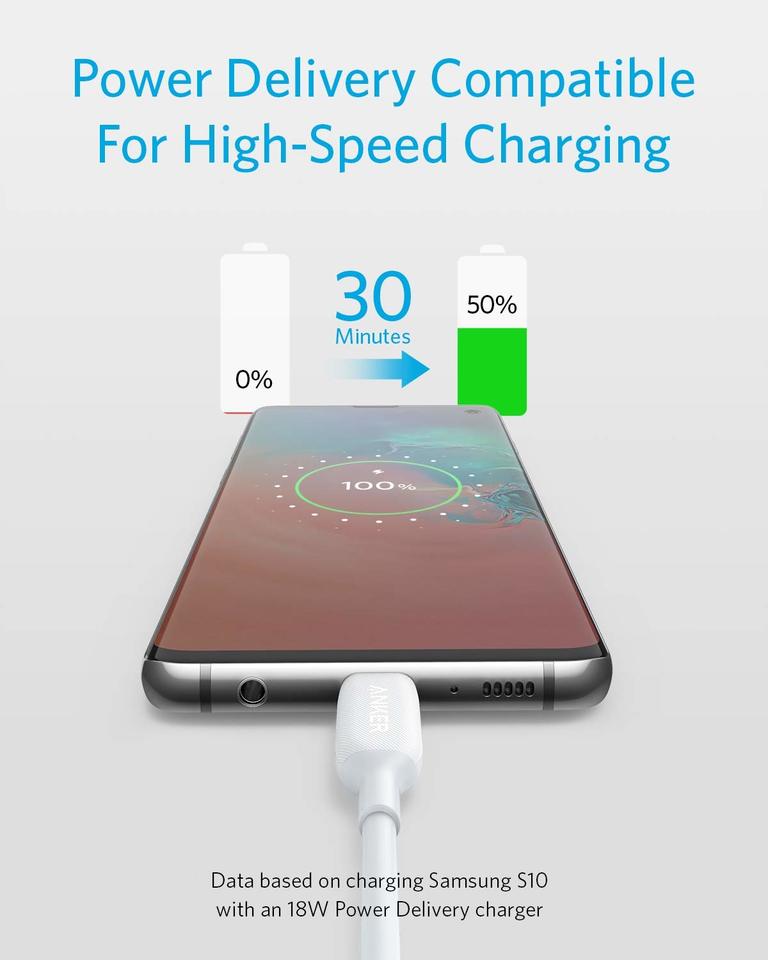 Power Delivery Compatible
For High-Speed Charging
30
Minutes
0%
50%
100%
ANKER
Data based on charging Samsung S10
with an 18W Power Delivery charger